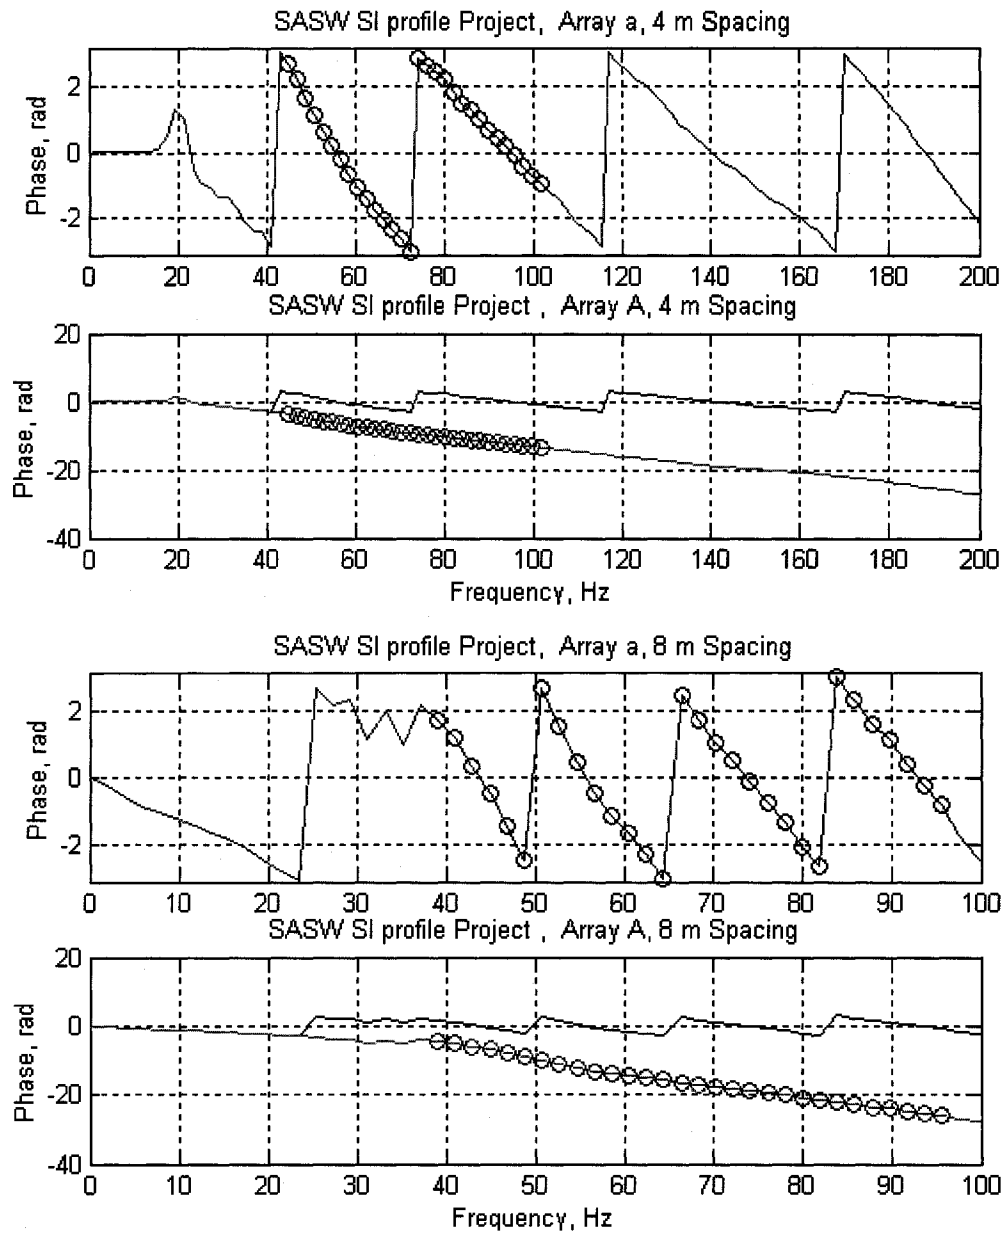 SASW SI profile Project, Array a, 4 m Spacing
Phase, rad
2
0
-2
0 20 40 60 80 100 120 140 160 180 200
SASW SI profile Project , Array A, 4 m Spacing
Phase, rad
20
0
-20
-40
0 20 40 60 80 100 120 140 160 180 200
Frequency, Hz
SASW SI profile Project, Array a, 8 m Spacing
Phase, rad
2
0
-2
0 10 20 30 40 50 60 70 80 90 100
SASW SI profile Project , Array A, 8 m Spacing
Phase, rad
20
0
-20
-40
0 10 20 30 40 50 60 70 80 90 100
Frequency, Hz